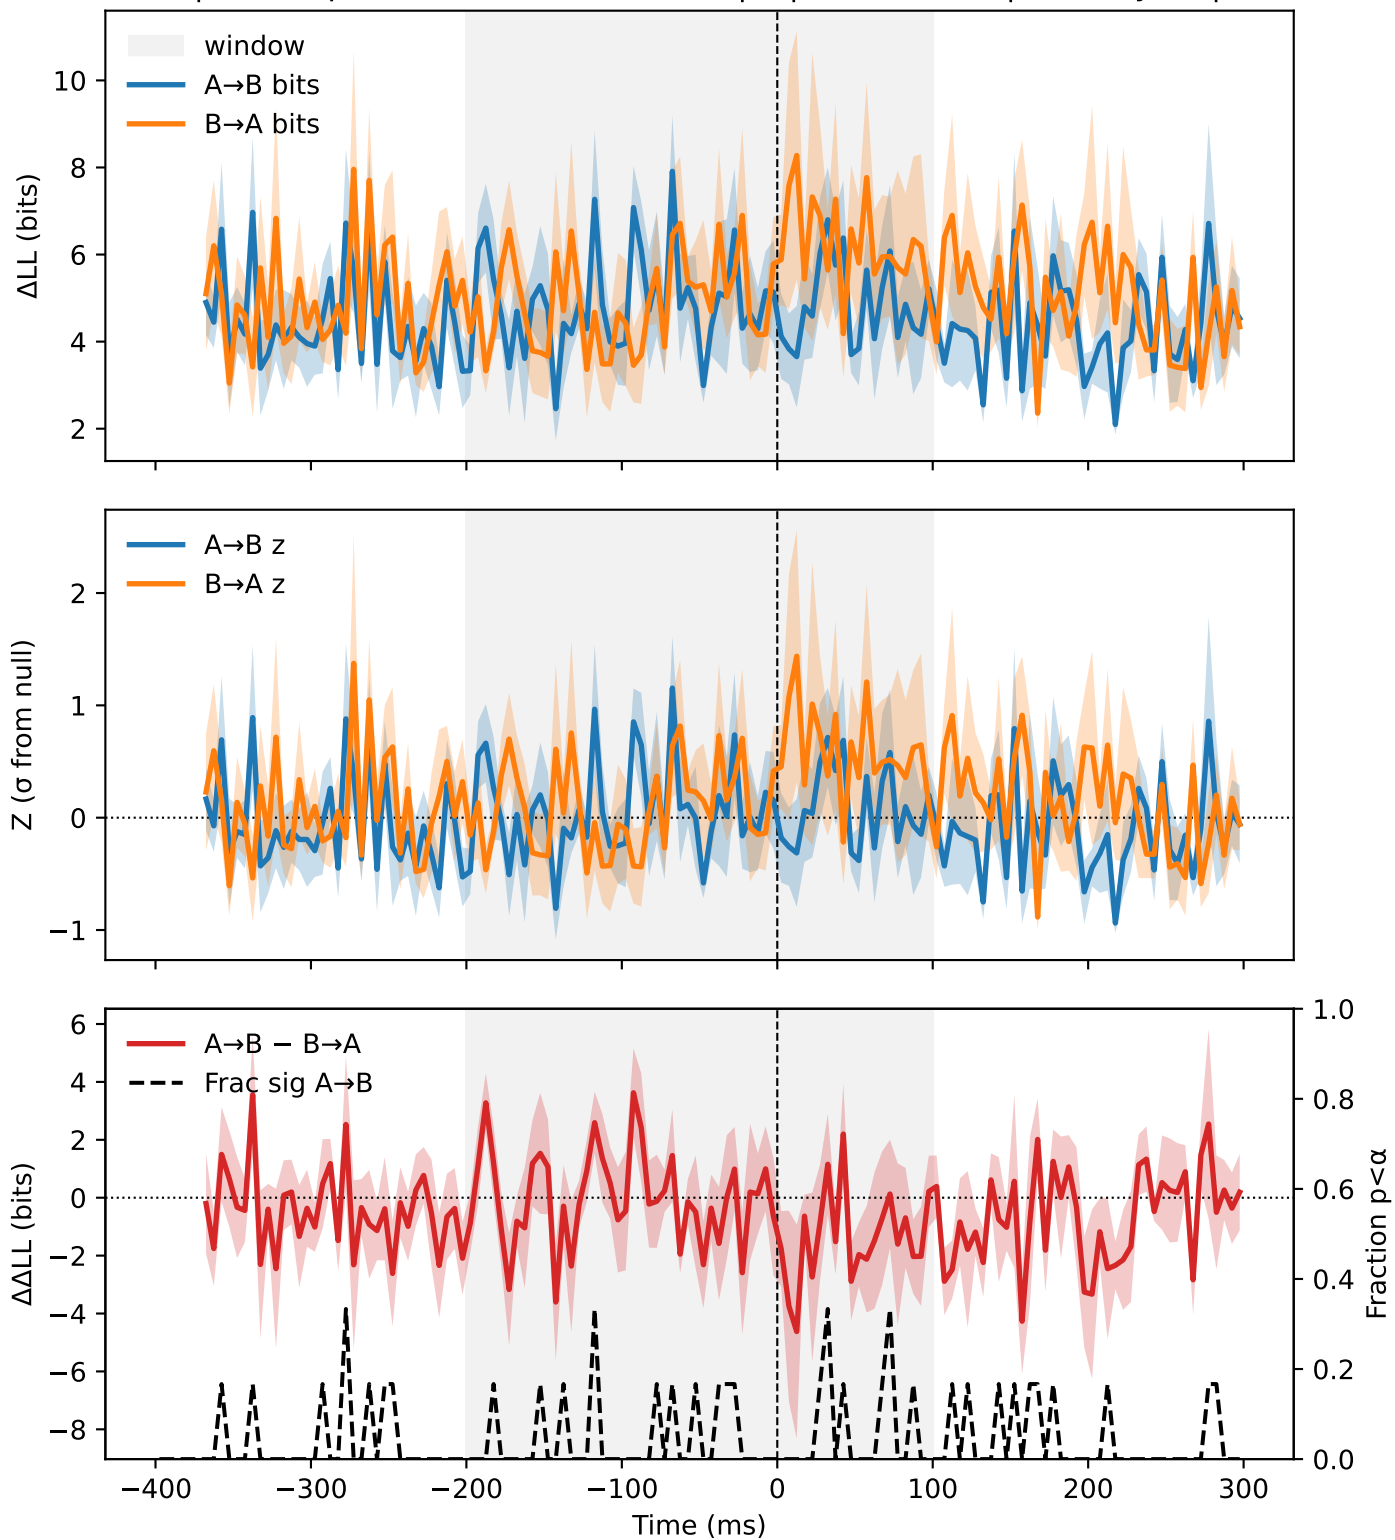 window
A→B bits
B→A bits
10
8
6
4
2
ΔLL (bits)
A→B z
B→A z
2
1
0
−1
Z (σ from null)
A→B − B→A
Frac sig A→B
6
4
2
0
−2
−4
−6
−8
ΔΔLL (bits)
1.0
0.8
0.6
0.4
0.2
0.0
Fraction p<α
−400 −300 −200 −100 0 100 200 300
Time (ms)